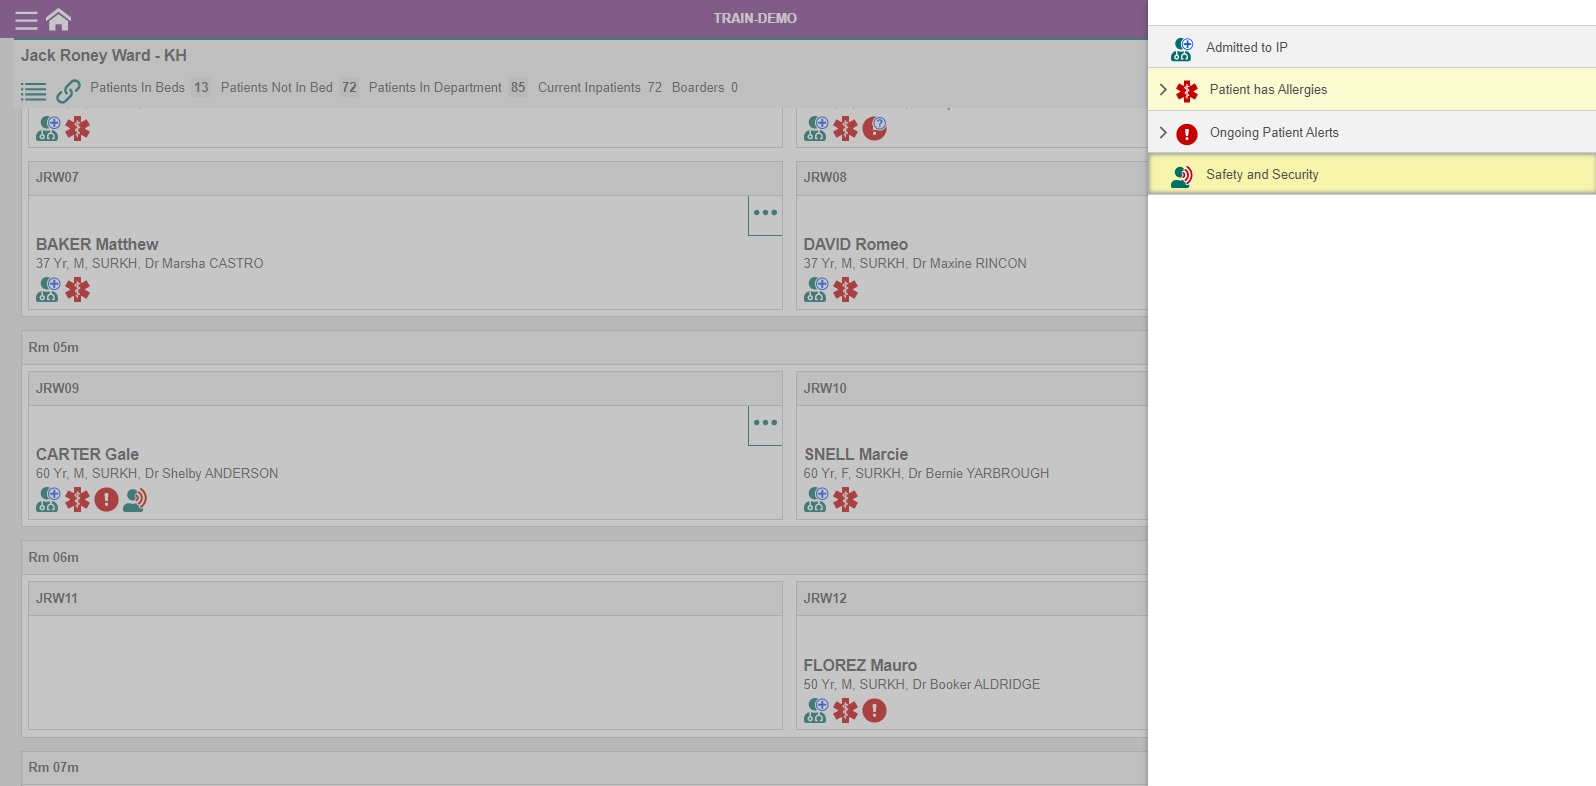 TRAIN-DEMO
Jack Roney Ward - KH
Patients In Beds 13 Patients Not In Bed 72 Patients In Department 85 Current Inpatients 72 Boarders 0
JRW07
BAKER Matthew
37 Yr, M, SURKH, Dr Marsha CASTRO
JRW08
DAVID Romeo
37 Yr, M, SURKH, Dr Maxine RINCON
Rm 05m
JRW09
CARTER Gale
60 Yr, M, SURKH, Dr Shelby ANDERSON
JRW10
SNELL Marcie
60 Yr, F, SURKH, Dr Bernie YARBROUGH
Rm 06m
JRW11
JRW12
FLOREZ Mauro
50 Yr, M, SURKH, Dr Booker ALDRIDGE
Rm 07m
Admitted to IP
Patient has Allergies
Ongoing Patient Alerts
Safety and Security